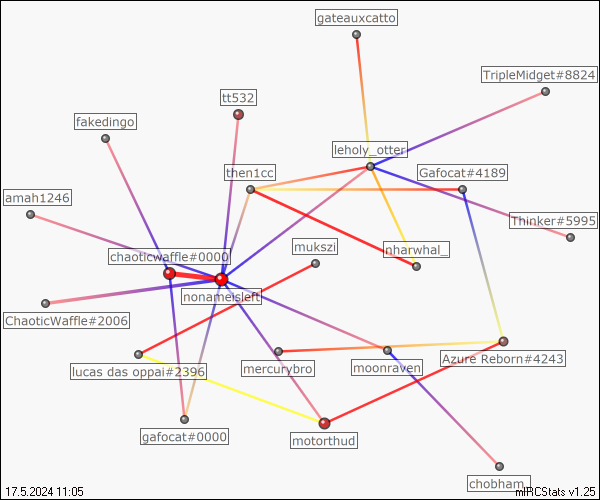 gateauxcatto
TripleMidget#8824
tt532
fakedingo
leholy_otter
then1cc
Gafocat#4189
amah1246
Thinker#5995
mukszi
nharwhal_
chaoticwaffle#0000
nonameisleft
ChaoticWaffle#2006
Azure Reborn#4243
lucas das oppai#2396
mercurybro
moonraven
gafocat#0000
motorthud
chobham_
17.5.2024 11:05
mIRCStats v1.25